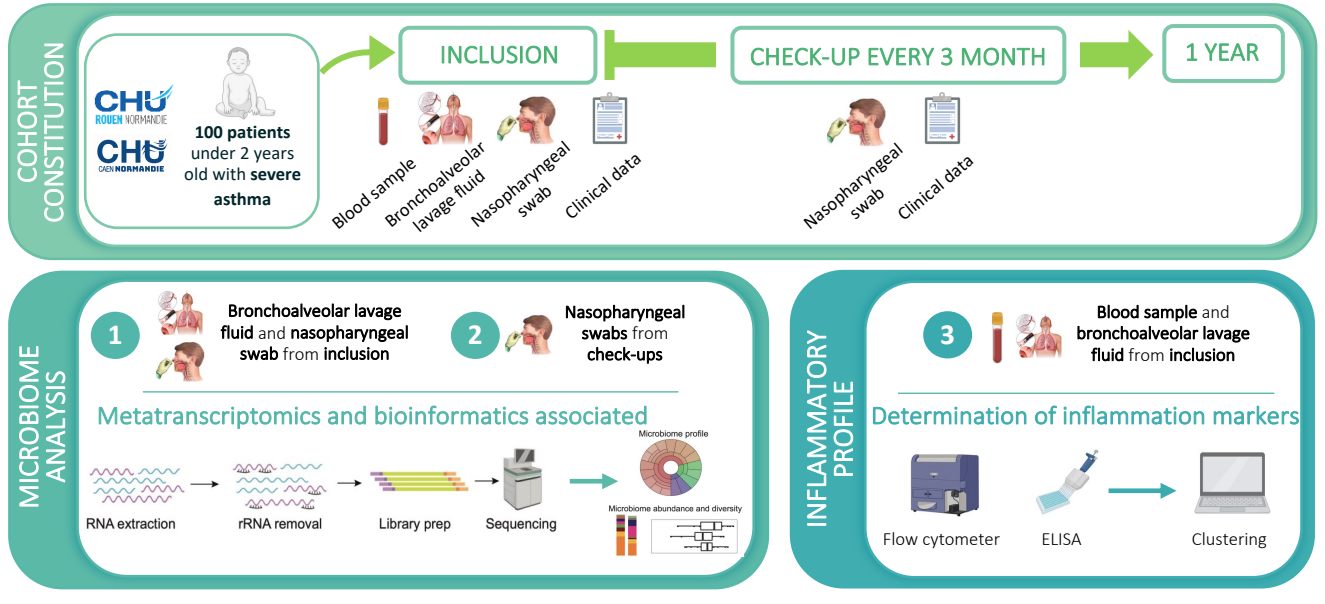 COHORT
CONSTITUTION
CHU
ROUEN NORMANDIE
CHU
CAEN NORMANDIE
100 patients
under 2 years
old with severe
asthma
INCLUSION
CHECK-UP EVERY 3 MONTH
1 YEAR
Blood sample
Bronchoalveolar
lavage fluid
Nasopharyngeal
swab
Clinical data
Nasopharyngeal
swab
Clinical data
MICROBIOME
ANALYSIS
1
Bronchoalveolar lavage
fluid and nasopharyngeal
swab from inclusion
2
Nasopharyngeal
swabs from
check-ups
Metatranscriptomics and bioinformatics associated
RNA extraction
rRNA removal
Library prep
Sequencing
Microbiome profile
Microbiome abundance and diversity
INFLAMMATORY
PROFILE
3
Blood sample and
bronchoalveolar lavage
fluid from inclusion
Determination of inflammation markers
Flow cytometer
ELISA
Clustering